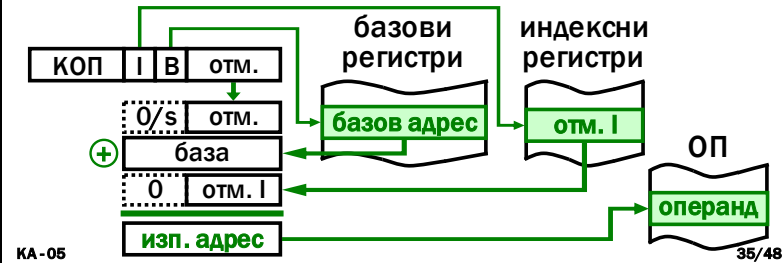 базови регистри
индексни регистри
КОП I B отм.
0/s отм.
базов адрес
отм. I
+ база
ОП
0 отм. I
операнд
изп. адрес
КА-05
35/48